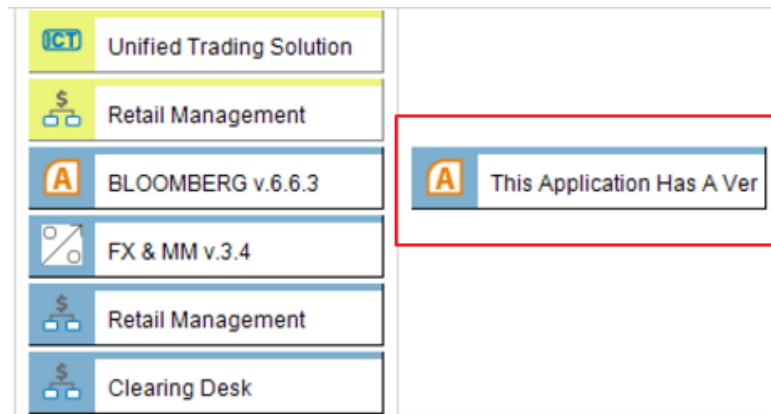 ICT Unified Trading Solution
$ Retail Management
A BLOOMBERG v.6.6.3
A This Application Has A Ver
FX & MM v.3.4
$ Retail Management
$ Clearing Desk